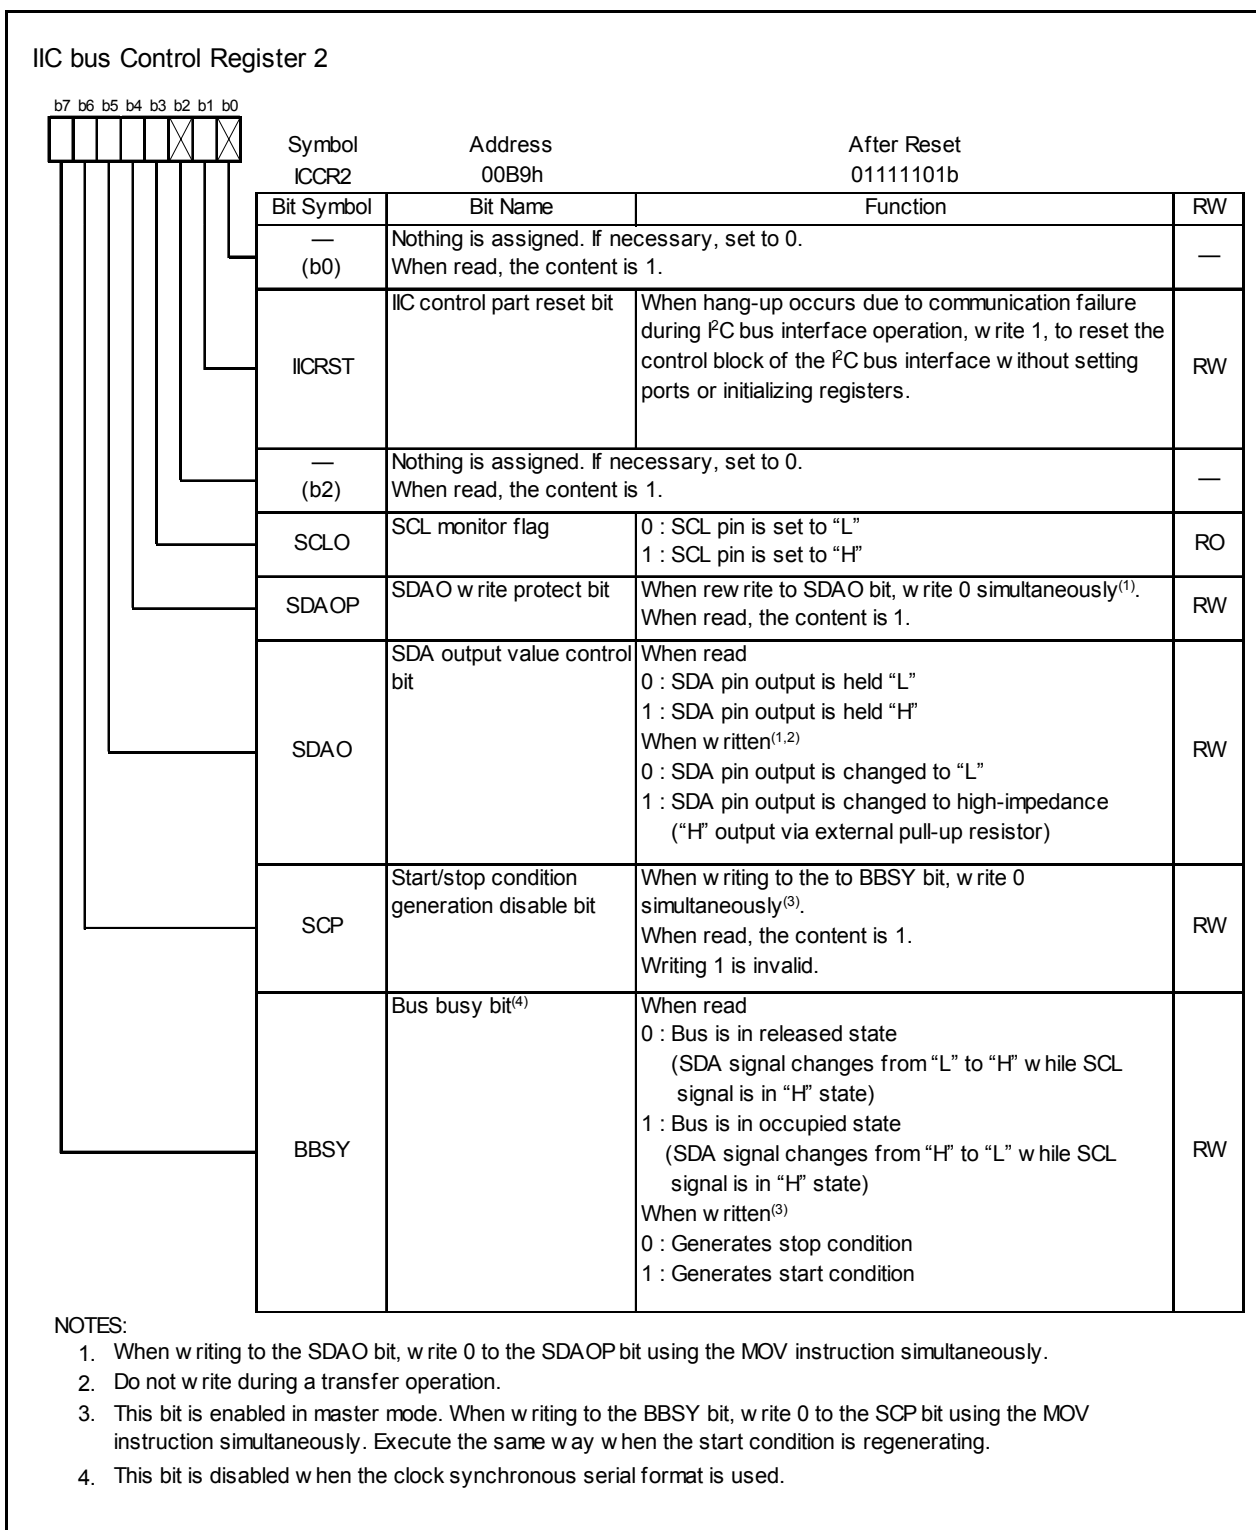 IIC bus Control Register 2
b7 b6 b5 b4 b3 b2 b1 b0
Symbol Address After Reset
ICCR2 00B9h 01111101b
Bit Symbol Bit Name Function RW
—
(b0)
Nothing is assigned. If necessary, set to 0.
When read, the content is 1.
—
IICRST
IIC control part reset bit
When hang-up occurs due to communication failure
during I²C bus interface operation, write 1, to reset the
control block of the I²C bus interface without setting
ports or initializing registers.
RW
—
(b2)
Nothing is assigned. If necessary, set to 0.
When read, the content is 1.
—
SCLO
SCL monitor flag
0 : SCL pin is set to “L”
1 : SCL pin is set to “H”
RO
SDAOP
SDAO write protect bit
When rewrite to SDAO bit, write 0 simultaneously(1).
When read, the content is 1.
RW
SDAO
SDA output value control
bit
When read
0 : SDA pin output is held “L”
1 : SDA pin output is held “H”
When written(1,2)
0 : SDA pin output is changed to “L”
1 : SDA pin output is changed to high-impedance
(“H” output via external pull-up resistor)
RW
SCP
Start/stop condition
generation disable bit
When writing to the to BBSY bit, write 0
simultaneously(3).
When read, the content is 1.
Writing 1 is invalid.
RW
BBSY
Bus busy bit(4)
When read
0 : Bus is in released state
(SDA signal changes from “L” to “H” while SCL
signal is in “H” state)
1 : Bus is in occupied state
(SDA signal changes from “H” to “L” while SCL
signal is in “H” state)
When written(3)
0 : Generates stop condition
1 : Generates start condition
RW
NOTES:
1. When writing to the SDAO bit, write 0 to the SDAOP bit using the MOV instruction simultaneously.
2. Do not write during a transfer operation.
3. This bit is enabled in master mode. When writing to the BBSY bit, write 0 to the SCP bit using the MOV
instruction simultaneously. Execute the same way when the start condition is regenerating.
4. This bit is disabled when the clock synchronous serial format is used.